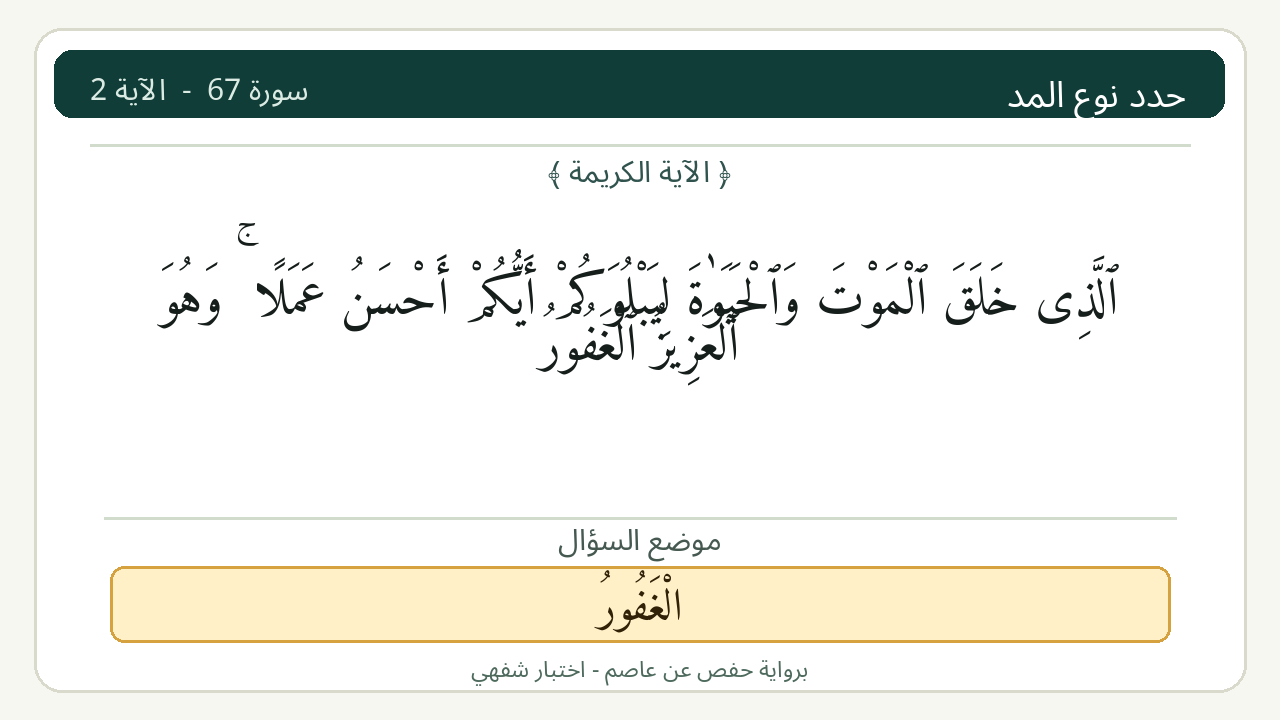 حدد نوع المد
سورة 67 - الآية 2
﴿ الآية الكريمة ﴾
ٱلَّذِى خَلَقَ ٱلْمَوْتَ وَٱلْحَيَوٰةَ لِيَبْلُوَكُمْ أَيُّكُمْ أَحْسَنُ عَمَلًا ۚ وَهُوَ
ٱلْعَزِيزُ ٱلْغَفُورُ
موضع السؤال
الْغَفُورُ
برواية حفص عن عاصم - اختبار شفهي